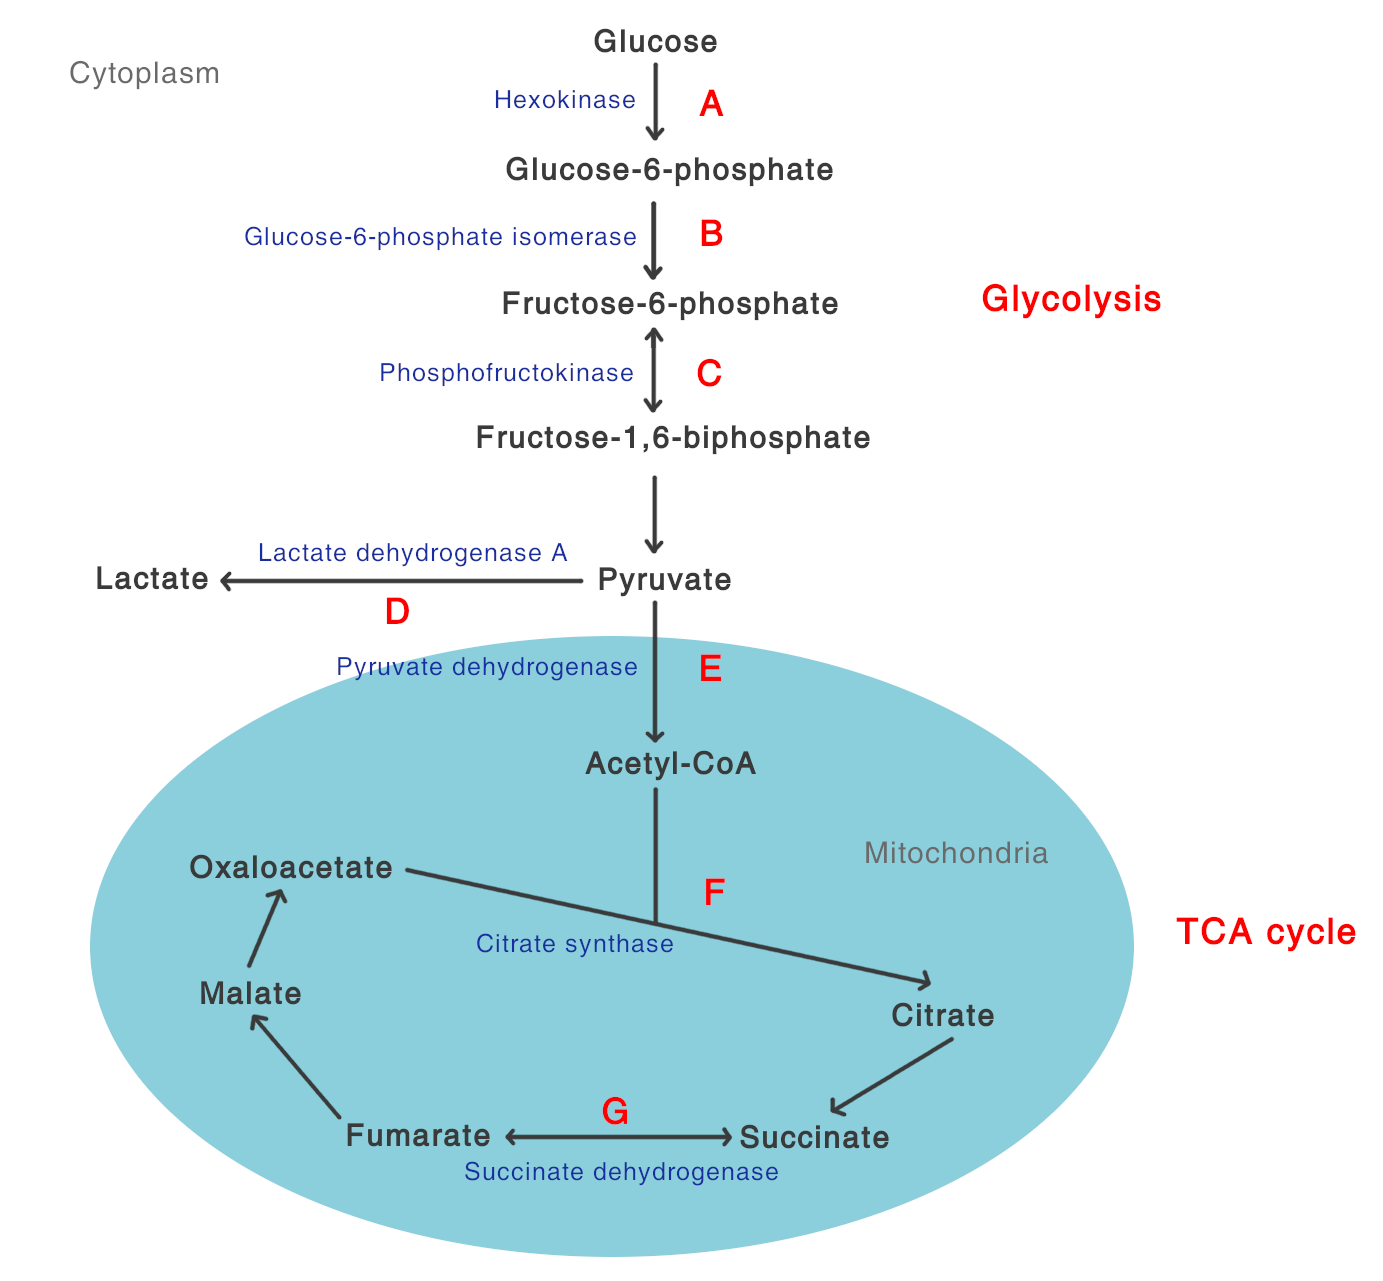 Glucose
Cytoplasm
Hexokinase
A
Glucose-6-phosphate
Glucose-6-phosphate isomerase
B
Fructose-6-phosphate
Glycolysis
Phosphofructokinase
C
Fructose-1,6-biphosphate
Lactate dehydrogenase A
Lactate
Pyruvate
D
Pyruvate dehydrogenase
E
Acetyl-CoA
Mitochondria
Oxaloacetate
F
TCA cycle
Citrate synthase
Malate
Citrate
G
Fumarate
Succinate
Succinate dehydrogenase